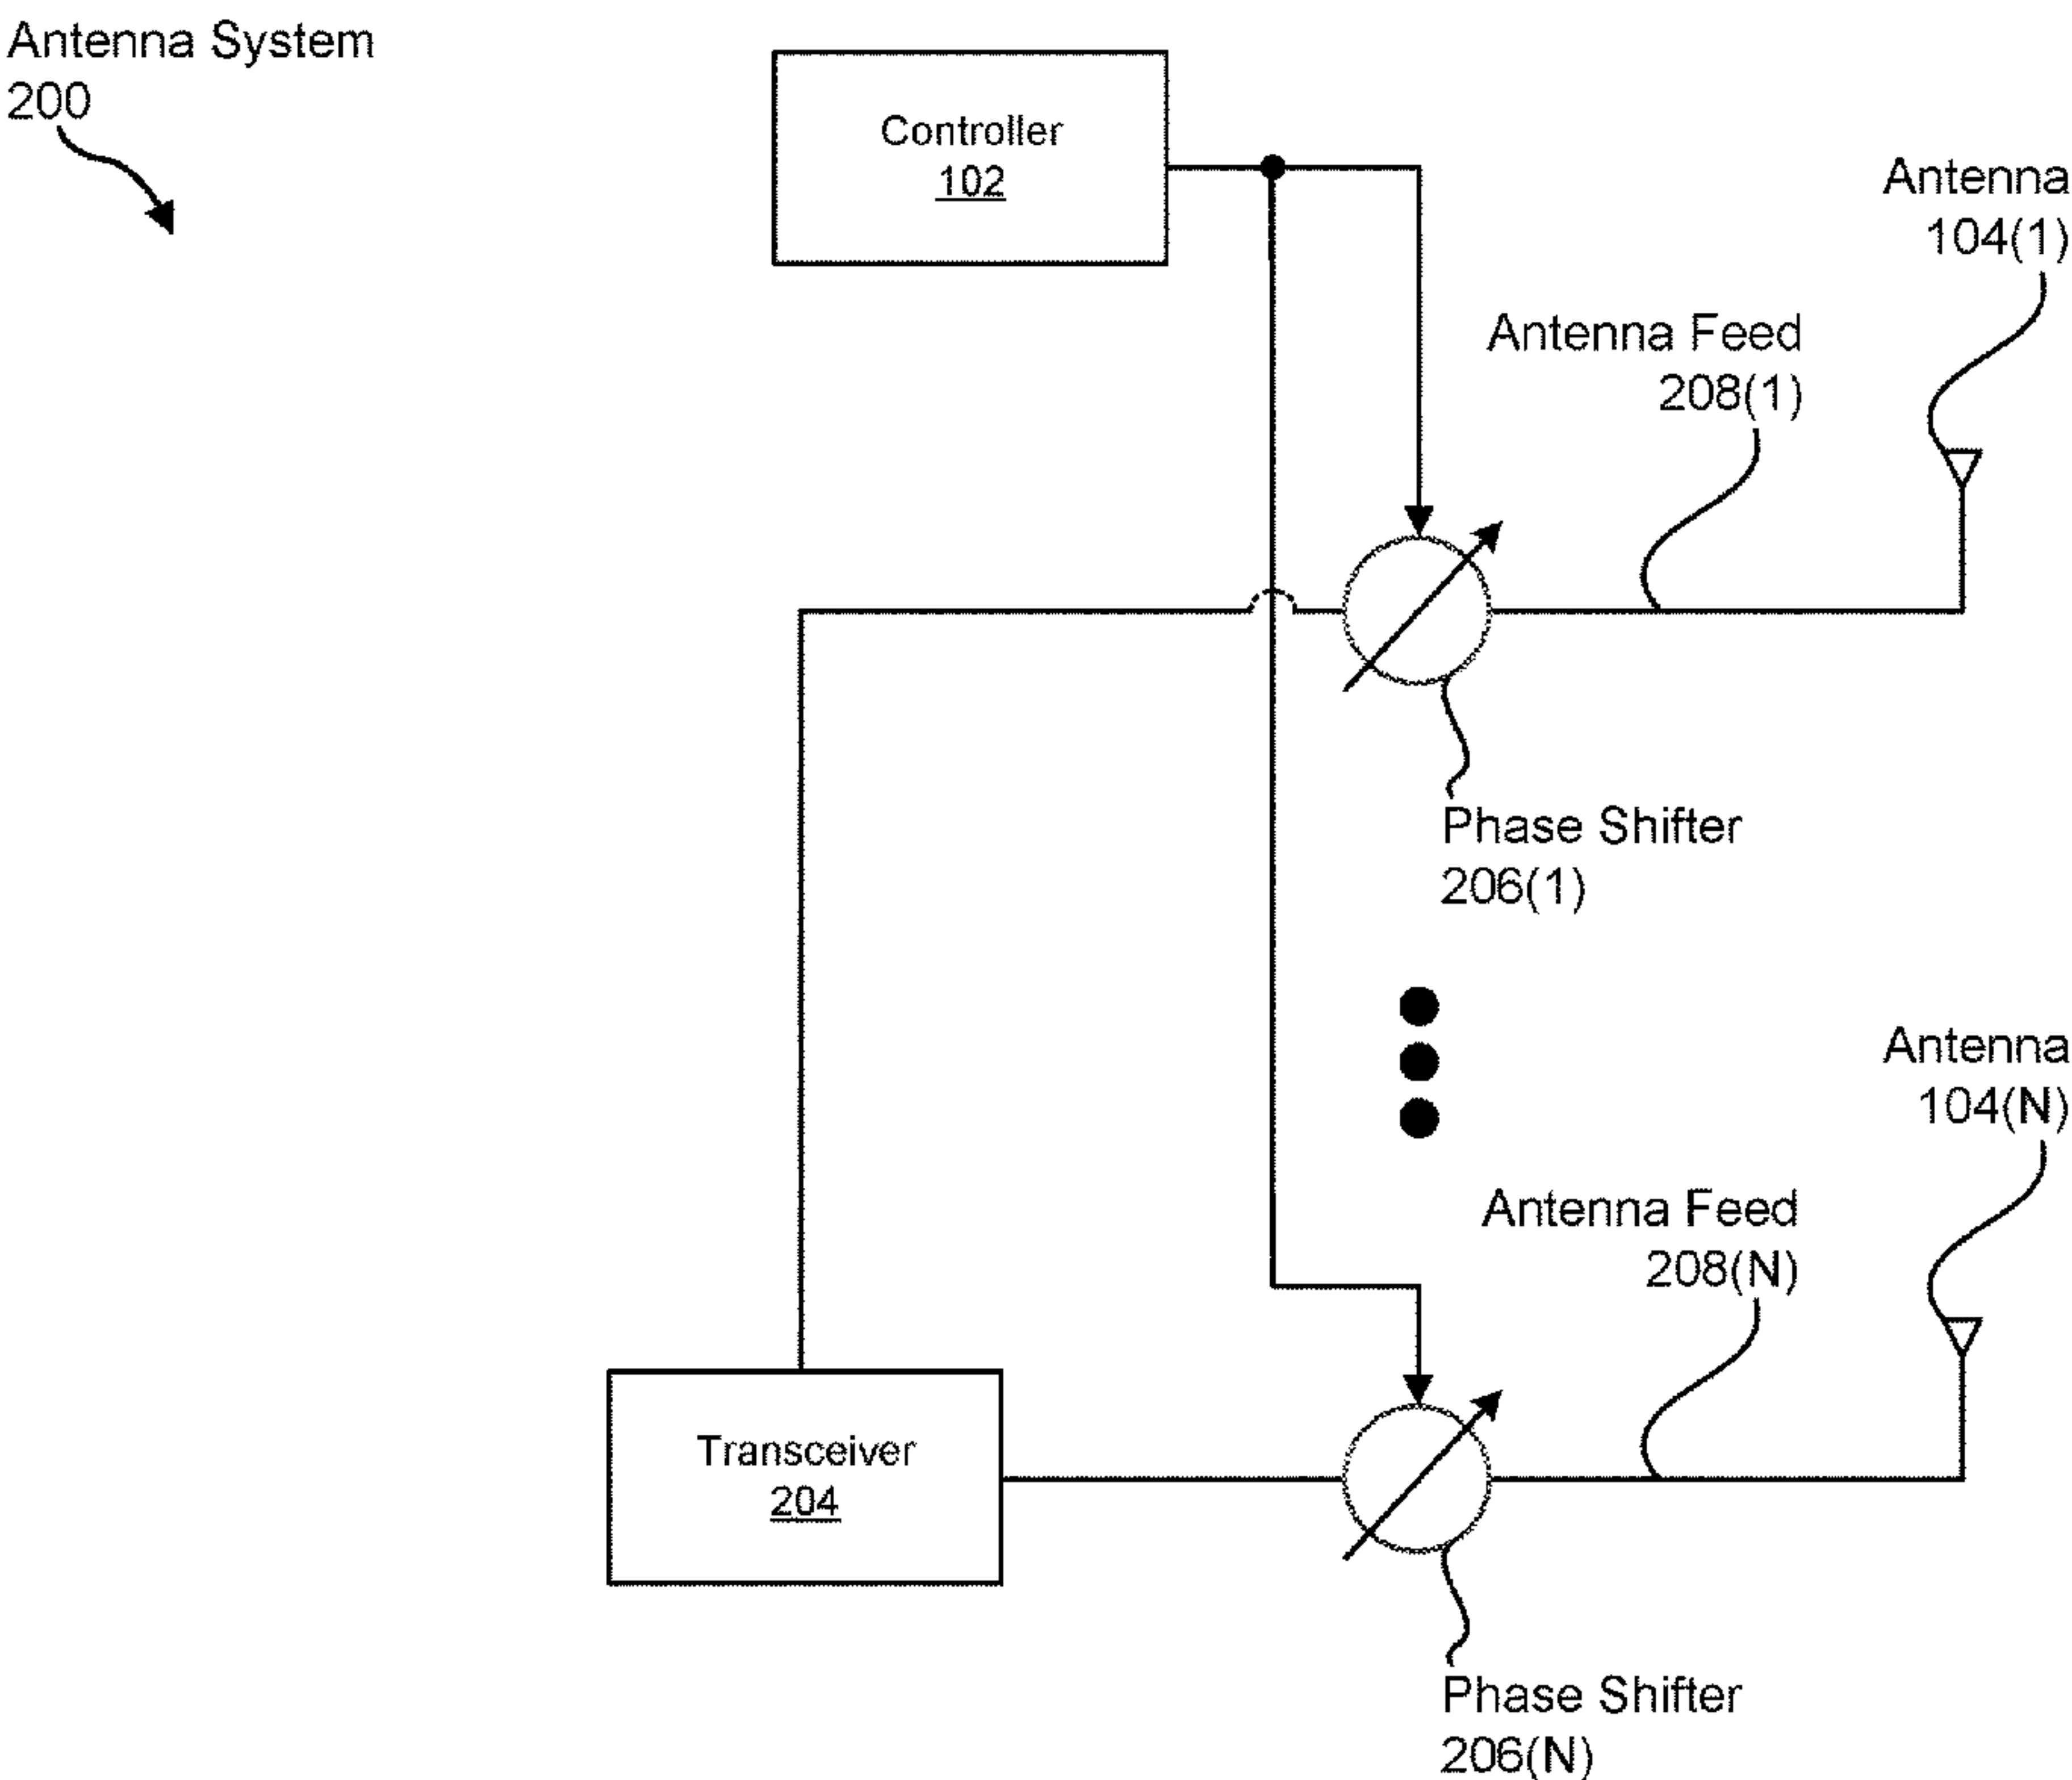 Antenna System
200
Controller
102
Antenna
104(1)
Antenna Feed
208(1)
Phase Shifter
206(1)
Antenna
104(N)
Antenna Feed
208(N)
Transceiver
204
Phase Shifter
206(N)